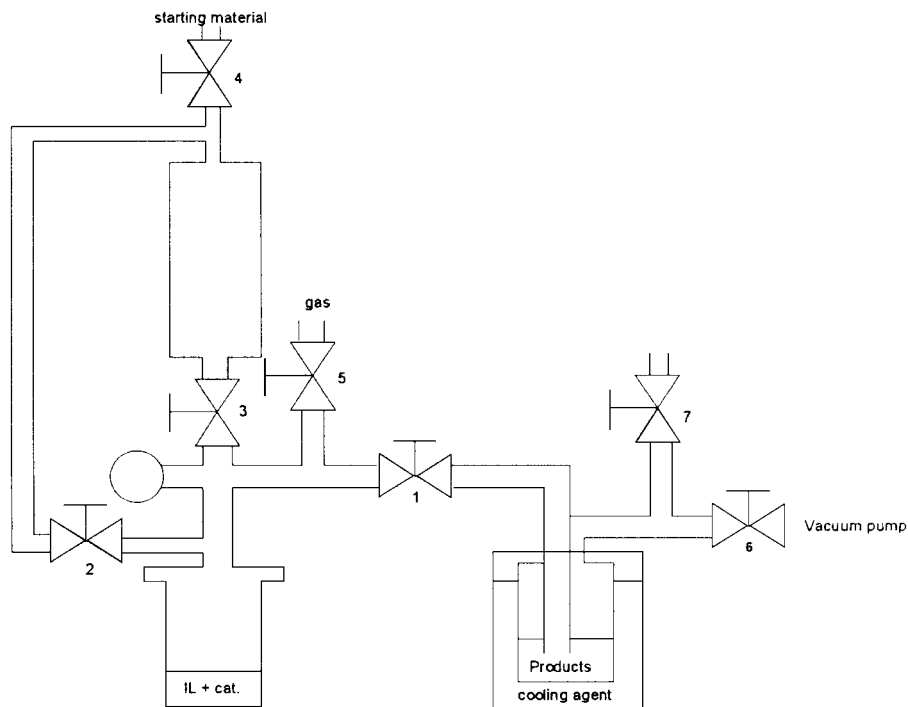 starting material
4
gas
5
3
7
1
2
6
Vacuum pump
IL + cat.
Products
cooling agent